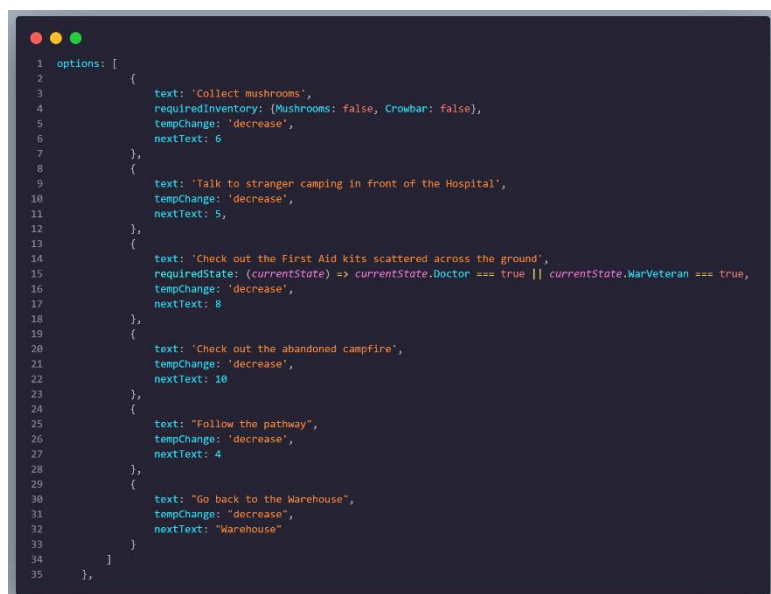 1 options: [
2 {
3 text: 'Collect mushrooms',
4 requiredInventory: {Mushrooms: false, Crowbar: false},
5 tempChange: 'decrease',
6 nextText: 6
7 },
8 {
9 text: 'Talk to stranger camping in front of the Hospital',
10 tempChange: 'decrease',
11 nextText: 5,
12 },
13 {
14 text: 'Check out the First Aid kits scattered across the ground',
15 requiredState: (currentState) => currentState.Doctor === true || currentState.WarVeteran === true,
16 tempChange: 'decrease',
17 nextText: 8
18 },
19 {
20 text: 'Check out the abandoned campfire',
21 tempChange: 'decrease',
22 nextText: 10
23 },
24 {
25 text: "Follow the pathway",
26 tempChange: 'decrease',
27 nextText: 4
28 },
29 {
30 text: "Go back to the Warehouse",
31 tempChange: "decrease",
32 nextText: "Warehouse"
33 }
34 ]
35 },